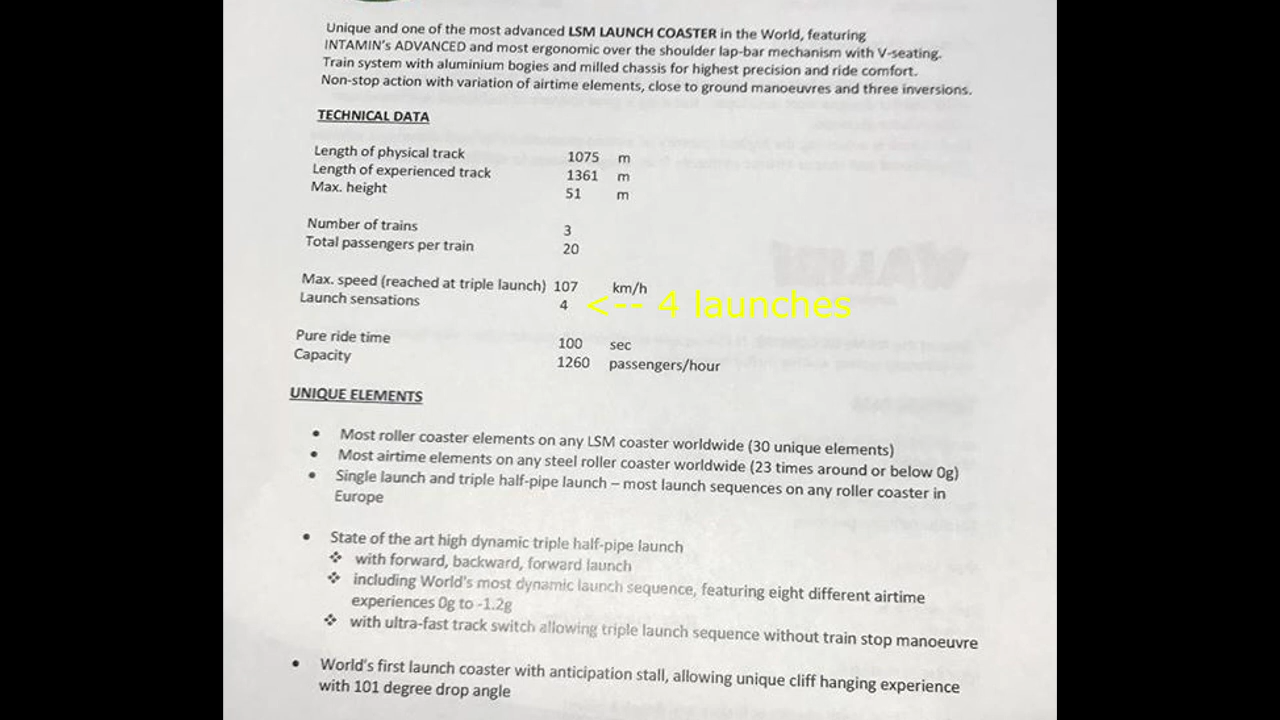 Unique and one of the most advanced LSM LAUNCH COASTER in the World, featuring
INTAMIN's ADVANCED and most ergonomic over the shoulder lap-bar mechanism with V-seating.
Train system with aluminium bogies and milled chassis for highest precision and ride comfort.
Non-stop action with variation of airtime elements, close to ground manoeuvres and three inversions.
TECHNICAL DATA
Length of physical track 1075 m
Length of experienced track 1361 m
Max. height 51 m
Number of trains 3
Total passengers per train 20
Max. speed (reached at triple launch) 107 km/h
Launch sensations 4 <-- 4 launches
Pure ride time 100 sec
Capacity 1260 passengers/hour
UNIQUE ELEMENTS
• Most roller coaster elements on any LSM coaster worldwide (30 unique elements)
• Most airtime elements on any steel roller coaster worldwide (23 times around or below 0g)
• Single launch and triple half-pipe launch – most launch sequences on any roller coaster in
Europe
• State of the art high dynamic triple half-pipe launch
❖ with forward, backward, forward launch
❖ including World's most dynamic launch sequence, featuring eight different airtime
experiences 0g to -1.2g
❖ with ultra-fast track switch allowing triple launch sequence without train stop manoeuvre
• World's first launch coaster with anticipation stall, allowing unique cliff hanging experience
with 101 degree drop angle